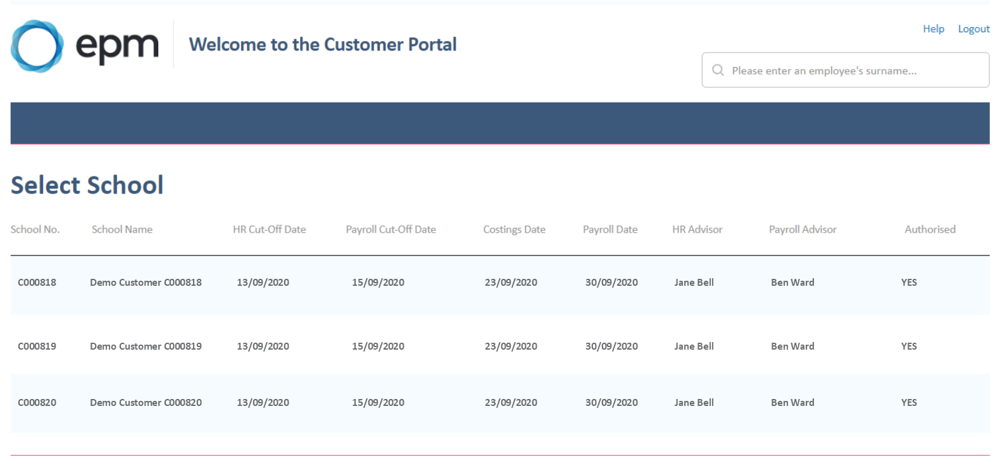 epm
Welcome to the Customer Portal
Help Logout
Please enter an employee's surname...
Select School
School No. School Name HR Cut-Off Date Payroll Cut-Off Date Costings Date Payroll Date HR Advisor Payroll Advisor Authorised
C000818 Demo Customer C000818 13/09/2020 15/09/2020 23/09/2020 30/09/2020 Jane Bell Ben Ward YES
C000819 Demo Customer C000819 13/09/2020 15/09/2020 23/09/2020 30/09/2020 Jane Bell Ben Ward YES
C000820 Demo Customer C000820 13/09/2020 15/09/2020 23/09/2020 30/09/2020 Jane Bell Ben Ward YES